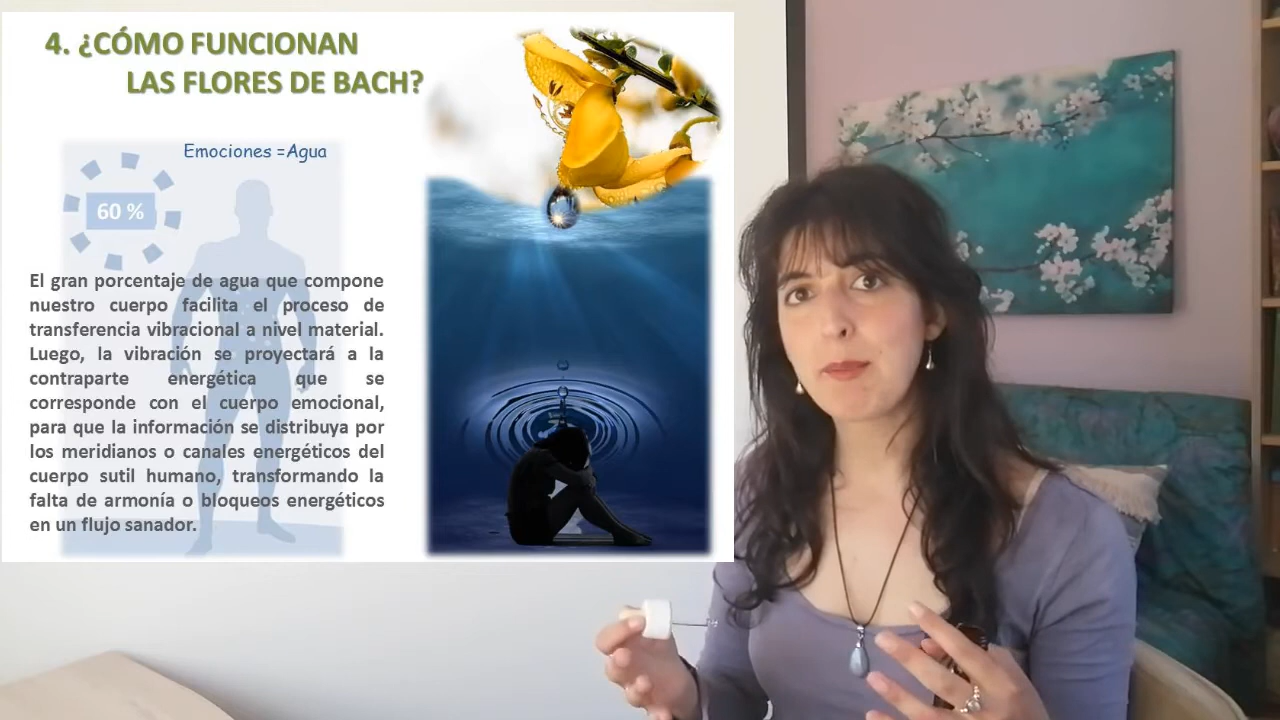 4. ¿CÓMO FUNCIONAN
LAS FLORES DE BACH?
Emociones =Agua
60 %
El gran porcentaje de agua que compone
nuestro cuerpo facilita el proceso de
transferencia vibracional a nivel material.
Luego, la vibración se proyectará a la
contraparte energética que se
corresponde con el cuerpo emocional,
para que la información se distribuya por
los meridianos o canales energéticos del
cuerpo sutil humano, transformando la
falta de armonía o bloqueos energéticos
en un flujo sanador.